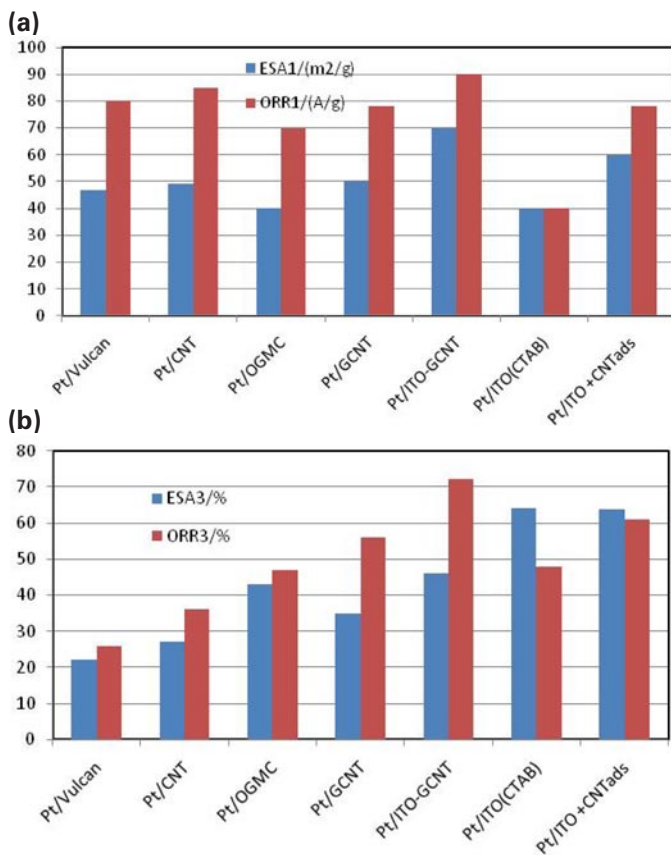 (a)
100
90
80
70
60
50
40
30
20
10
0
ESA1/(m2/g)
ORR1/(A/g)
Pt/Vulcan
Pt/CNT
Pt/OGMC
Pt/GCNT
Pt/ITO-GCNT
Pt/ITO(CTAB)
Pt/ITO +CNTads
(b)
80
70
60
50
40
30
20
10
0
ESA3/%
ORR3/%
Pt/Vulcan
Pt/CNT
Pt/OGMC
Pt/GCNT
Pt/ITO-GCNT
Pt/ITO(CTAB)
Pt/ITO +CNTads